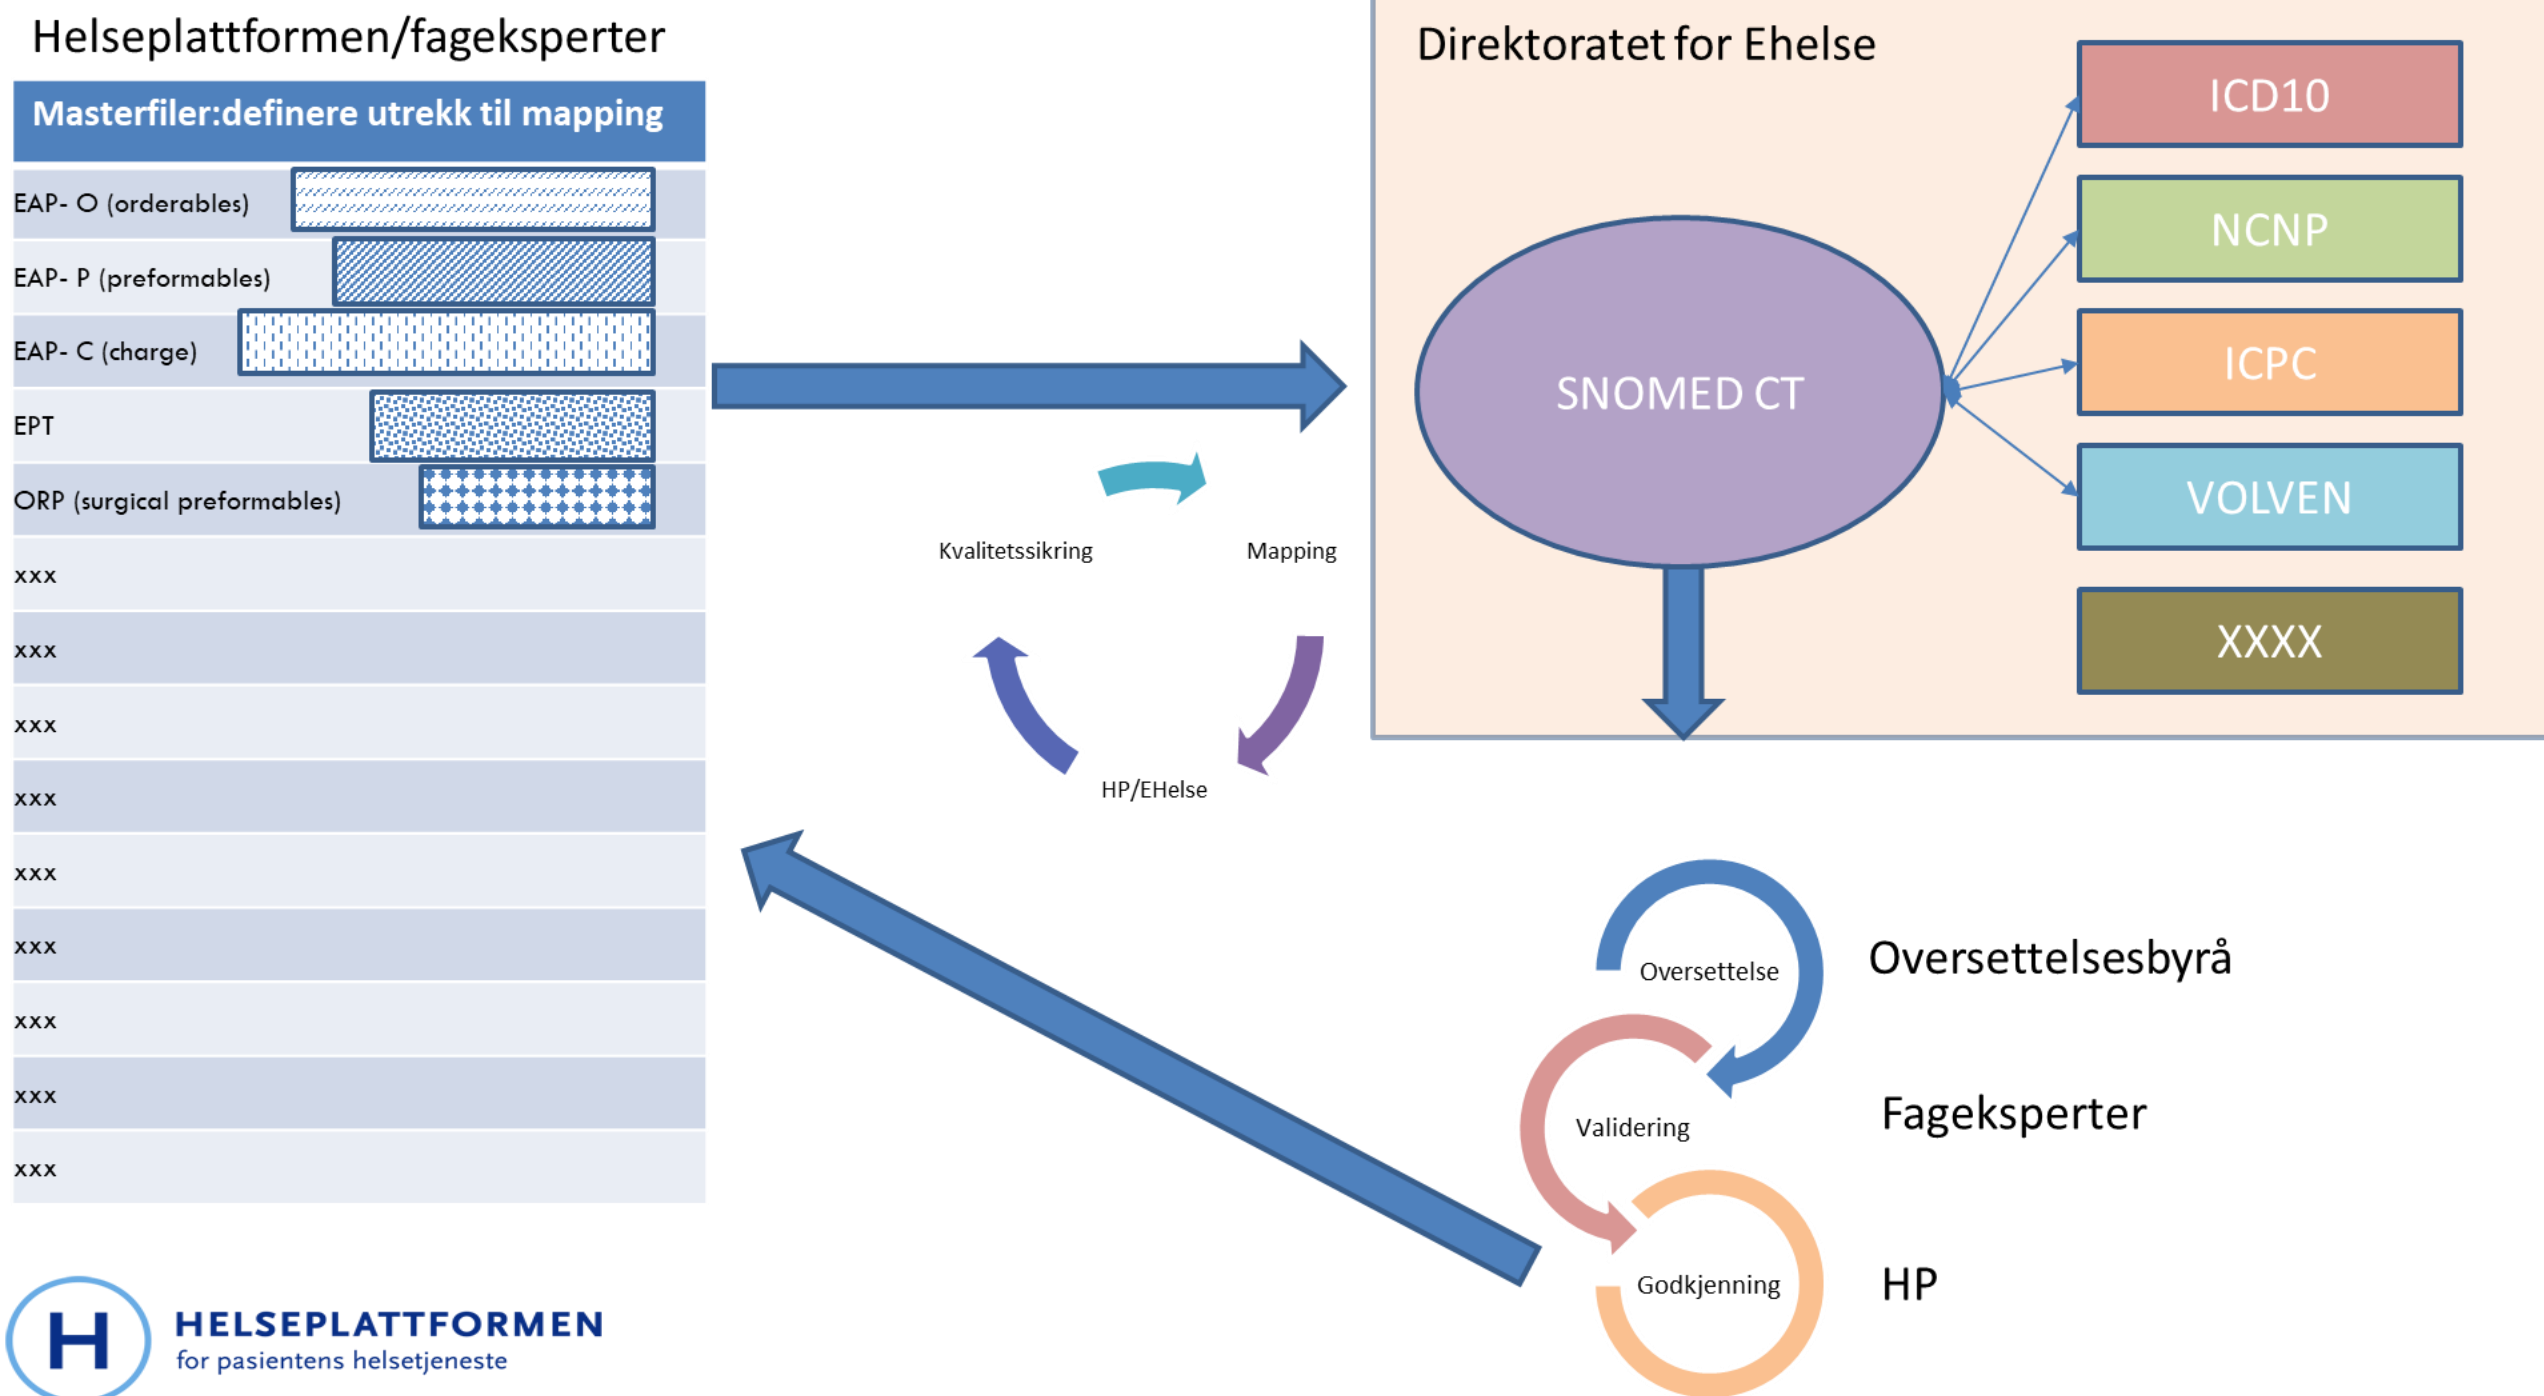 Helseplattformen/fageksperter
Masterfiler:definere utrekk til mapping
EAP- O (orderables)
EAP- P (preformables)
EAP- C (charge)
EPT
ORP (surgical preformables)
xxx
xxx
xxx
xxx
xxx
xxx
xxx
xxx
xxx
Kvalitetssikring
Mapping
HP/EHelse
Direktoratet for Ehelse
SNOMED CT
ICD10
NCNP
ICPC
VOLVEN
XXXX
Oversettelse
Oversettelsesbyrå
Validering
Fageksperter
Godkjenning
HP
H
HELSEPLATTFORMEN
for pasientens helsetjeneste